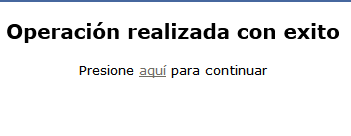 Operación realizada con exito
Presione aquí para continuar